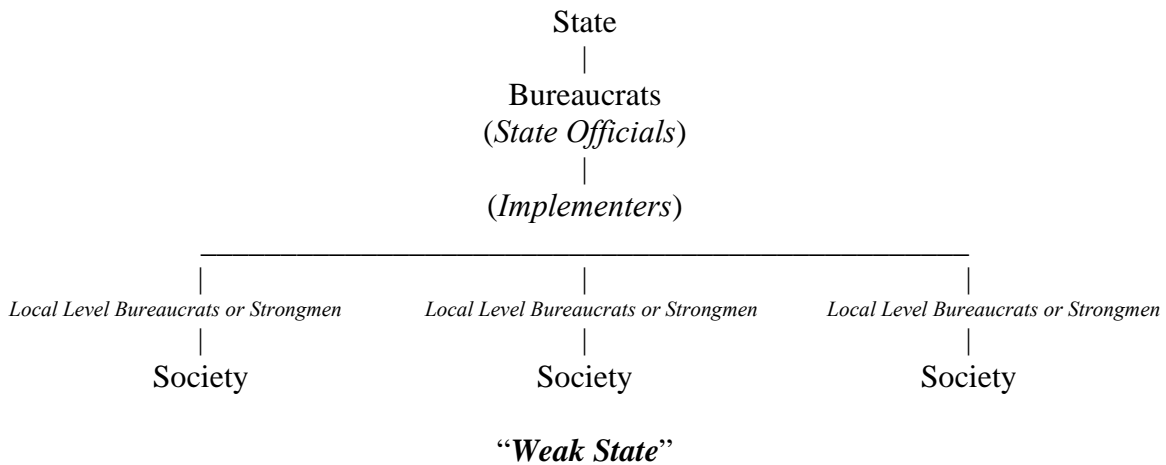 State
|
Bureaucrats
(State Officials)
|
(Implementers)
________________________________________________
| | |
Local Level Bureaucrats or Strongmen Local Level Bureaucrats or Strongmen Local Level Bureaucrats or Strongmen
| | |
Society Society Society
“Weak State”